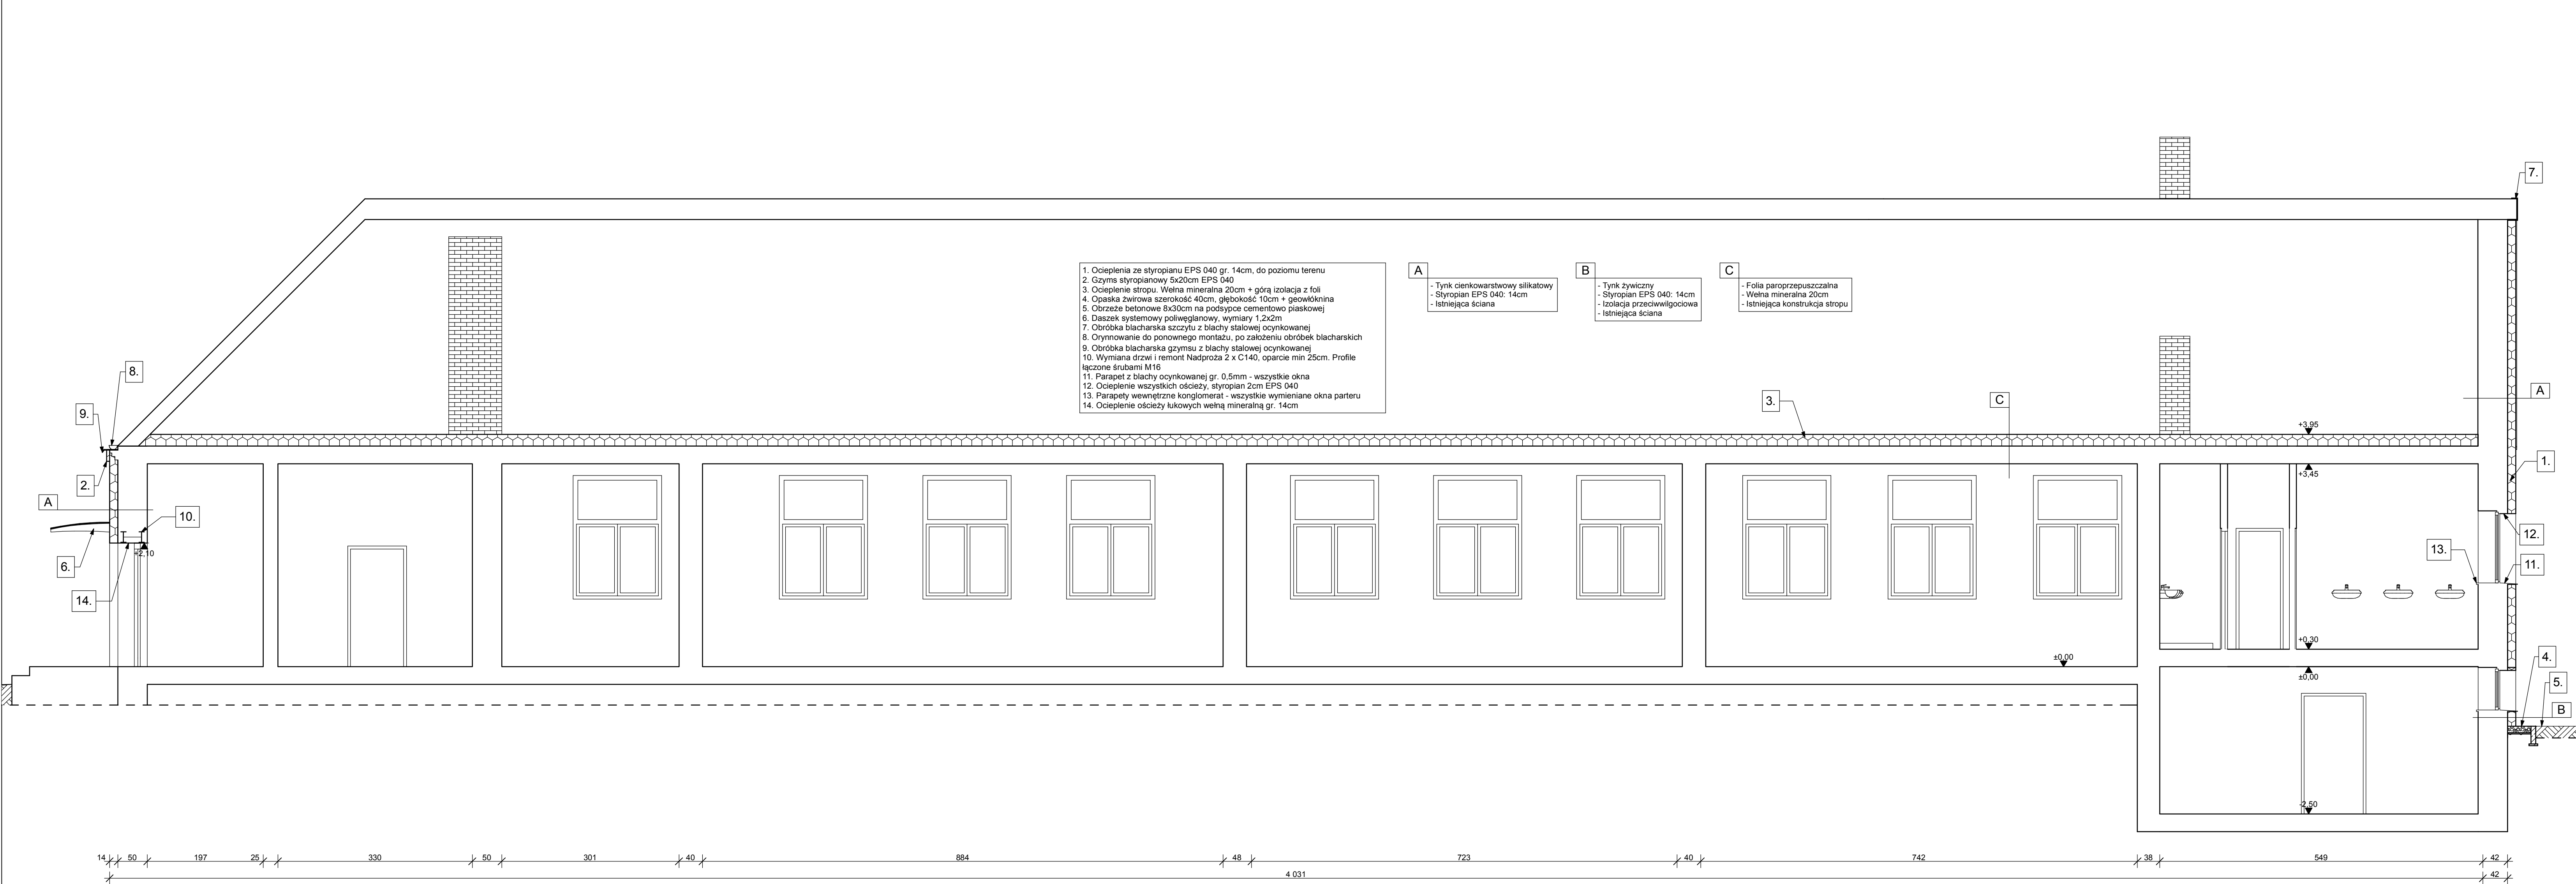 7.
1. Ocieplenia ze styropianu EPS 040 gr. 14cm, do poziomu terenu
2. Gzyms styropianowy 5x20cm EPS 040
3. Ocieplenie stropu. Wełna mineralna 20cm + górą izolacja z foli
4. Opaska żwirowa szerokość 40cm, głębokość 10cm + geowłóknina
5. Obrzeże betonowe 8x30cm na podsypce cementowo piaskowej
6. Daszek systemowy poliwęglanowy, wymiary 1,2x2m
7. Obróbka blacharska szczytu z blachy stalowej ocynkowanej
8. Orynnowanie do ponownego montażu, po założeniu obróbek blacharskich
9. Obróbka blacharska gzymsu z blachy stalowej ocynkowanej
10. Wymiana drzwi i remont Nadproża 2 x C140, oparcie min 25cm. Profile
łączone śrubami M16
11. Parapet z blachy ocynkowanej gr. 0,5mm - wszystkie okna
12. Ocieplenie wszystkich ościeży, styropian 2cm EPS 040
13. Parapety wewnętrzne konglomerat - wszystkie wymieniane okna parteru
14. Ocieplenie ościeży łukowych wełną mineralną gr. 14cm
A
- Tynk cienkowarstwowy silikatowy
- Styropian EPS 040: 14cm
- Istniejąca ściana
B
- Tynk żywiczny
- Styropian EPS 040: 14cm
- Izolacja przeciwwilgociowa
- Istniejąca ściana
C
- Folia paroprzepuszczalna
- Wełna mineralna 20cm
- Istniejąca konstrukcja stropu
8.
9.
3.
C
A
+3,95
2.
A
10.
+3,45
1.
+2,10
6.
14.
12.
13.
11.
+0,30
±0,00
±0,00
4.
5.
B
-2,50
14 50 197 25 330 50 301 40 884 48 723 40 742 38 549 42
4 031 42